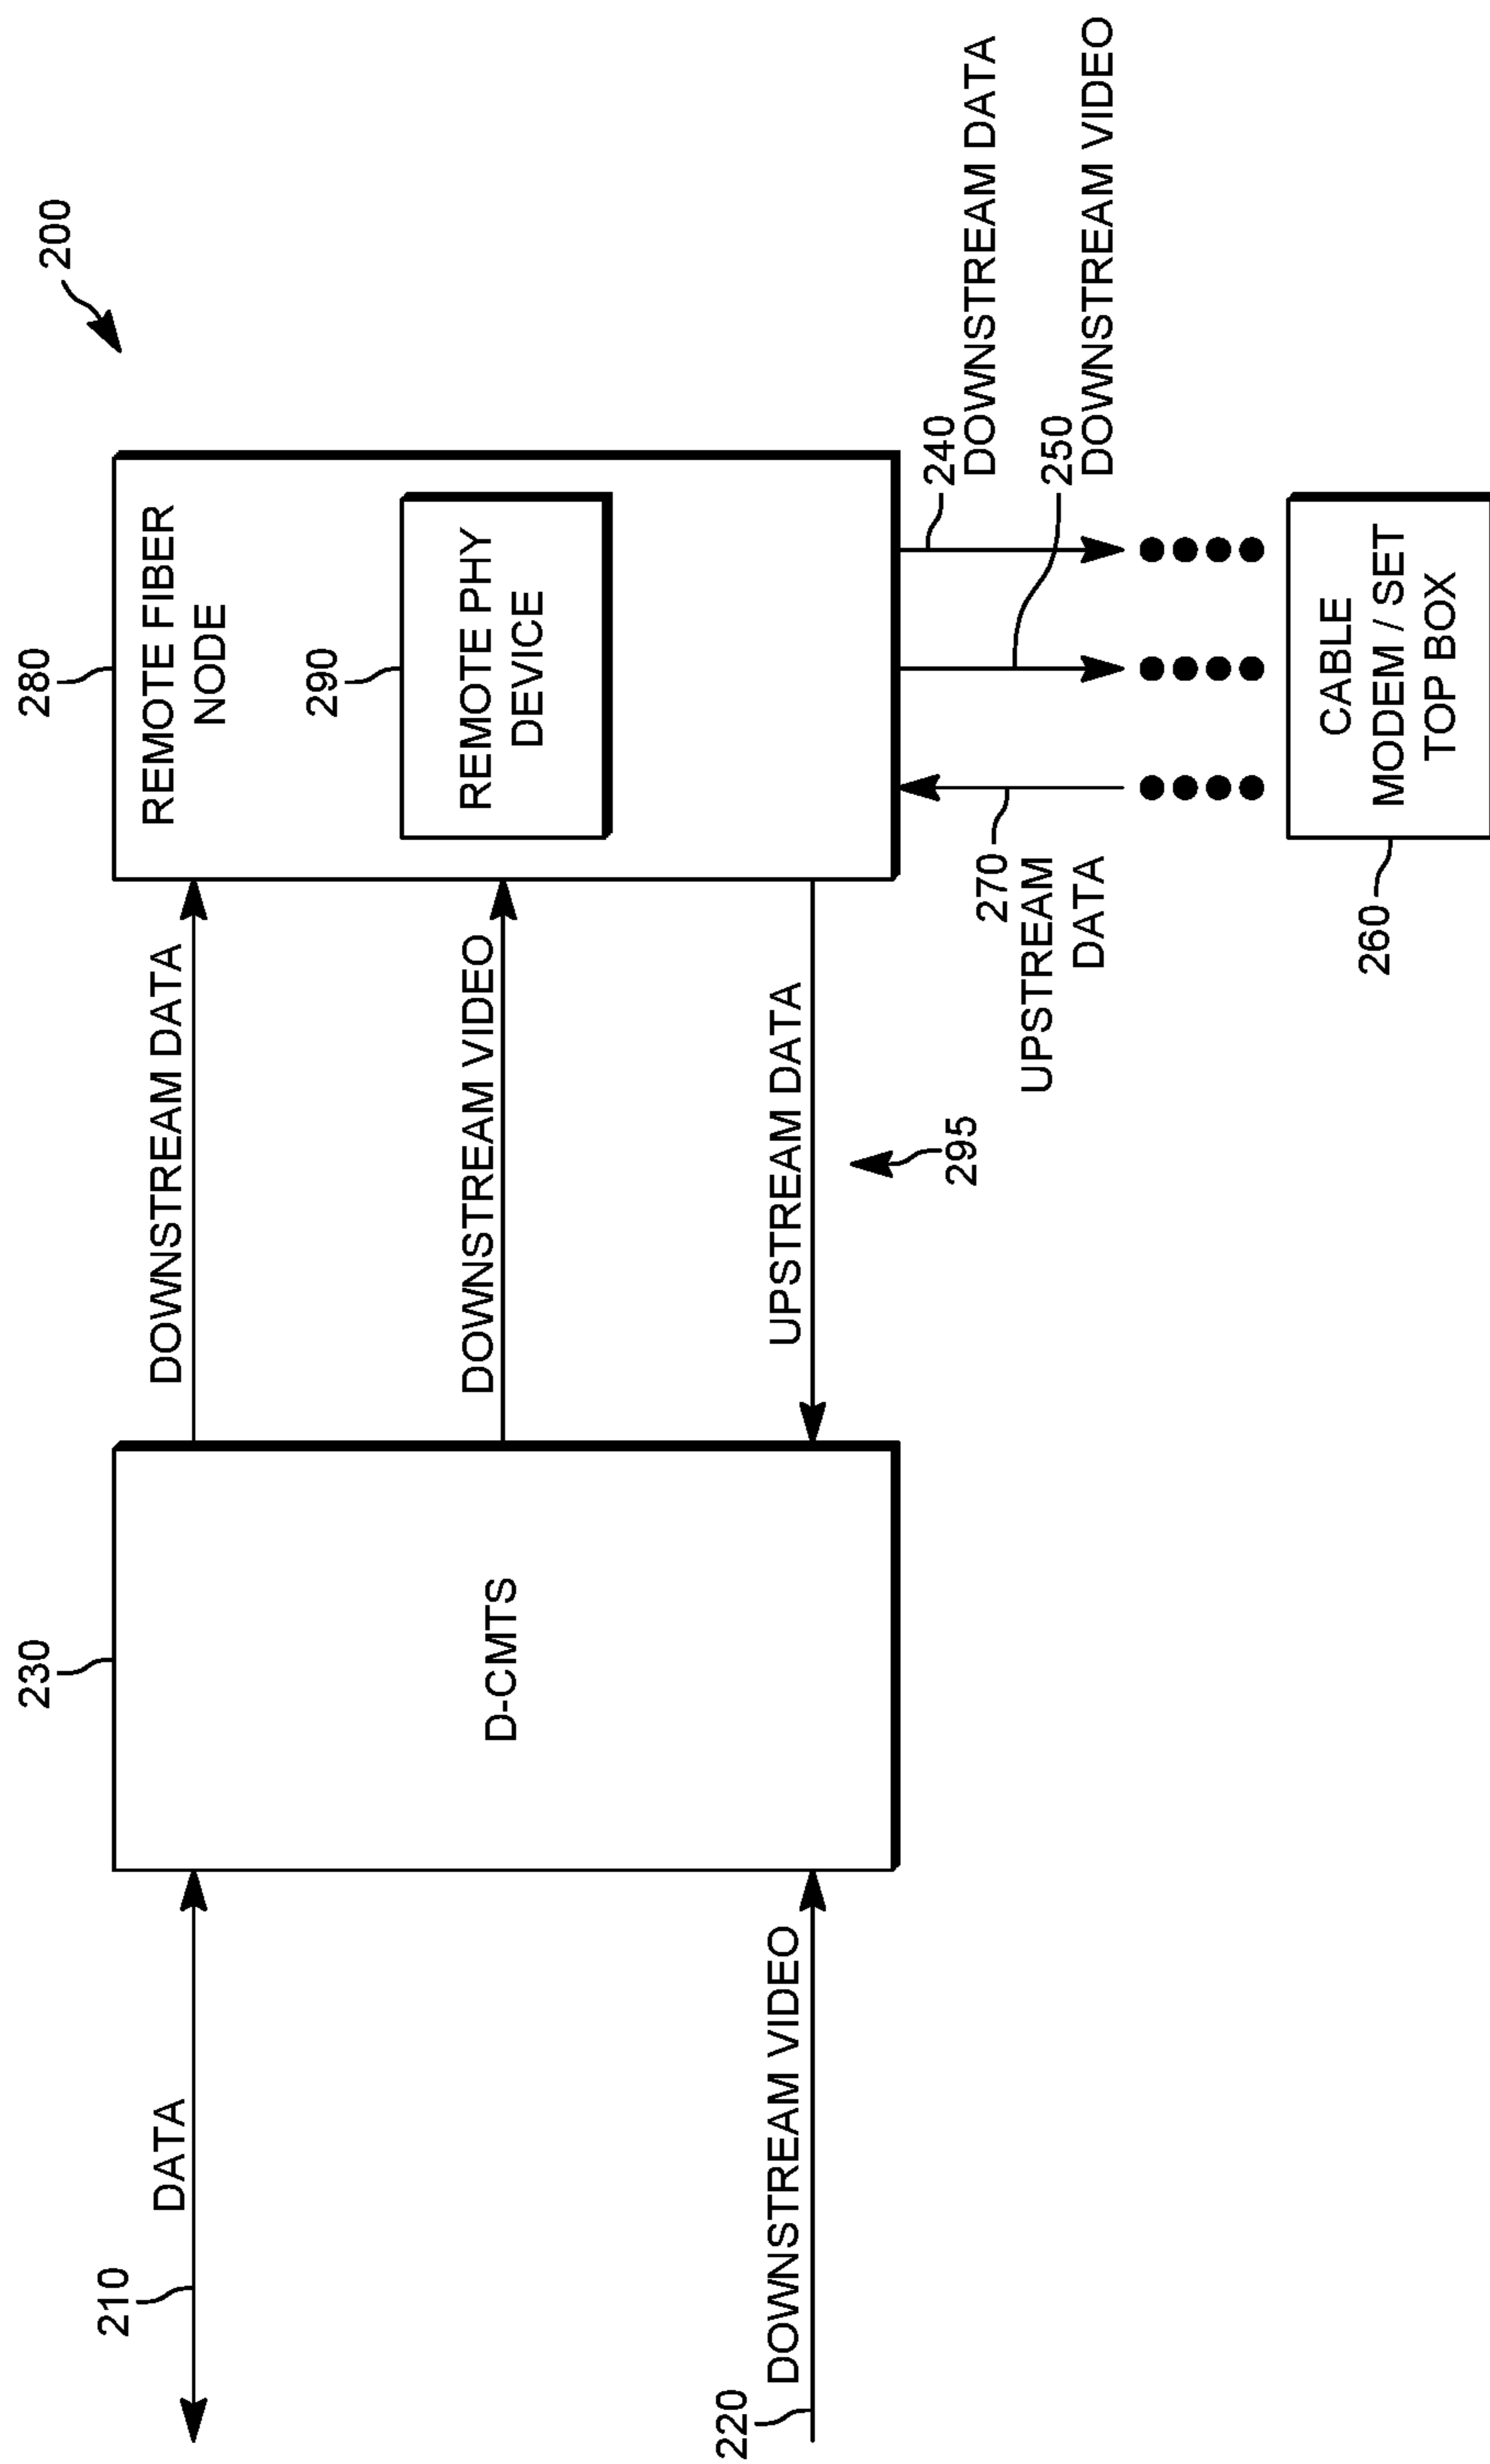 200
210
DATA
220
DOWNSTREAM VIDEO
230
D-CMTS
DOWNSTREAM DATA
DOWNSTREAM VIDEO
UPSTREAM DATA
295
280
REMOTE FIBER
NODE
290
REMOTE PHY
DEVICE
270
UPSTREAM
DATA
240
DOWNSTREAM DATA
250
DOWNSTREAM VIDEO
260
CABLE
MODEM / SET
TOP BOX